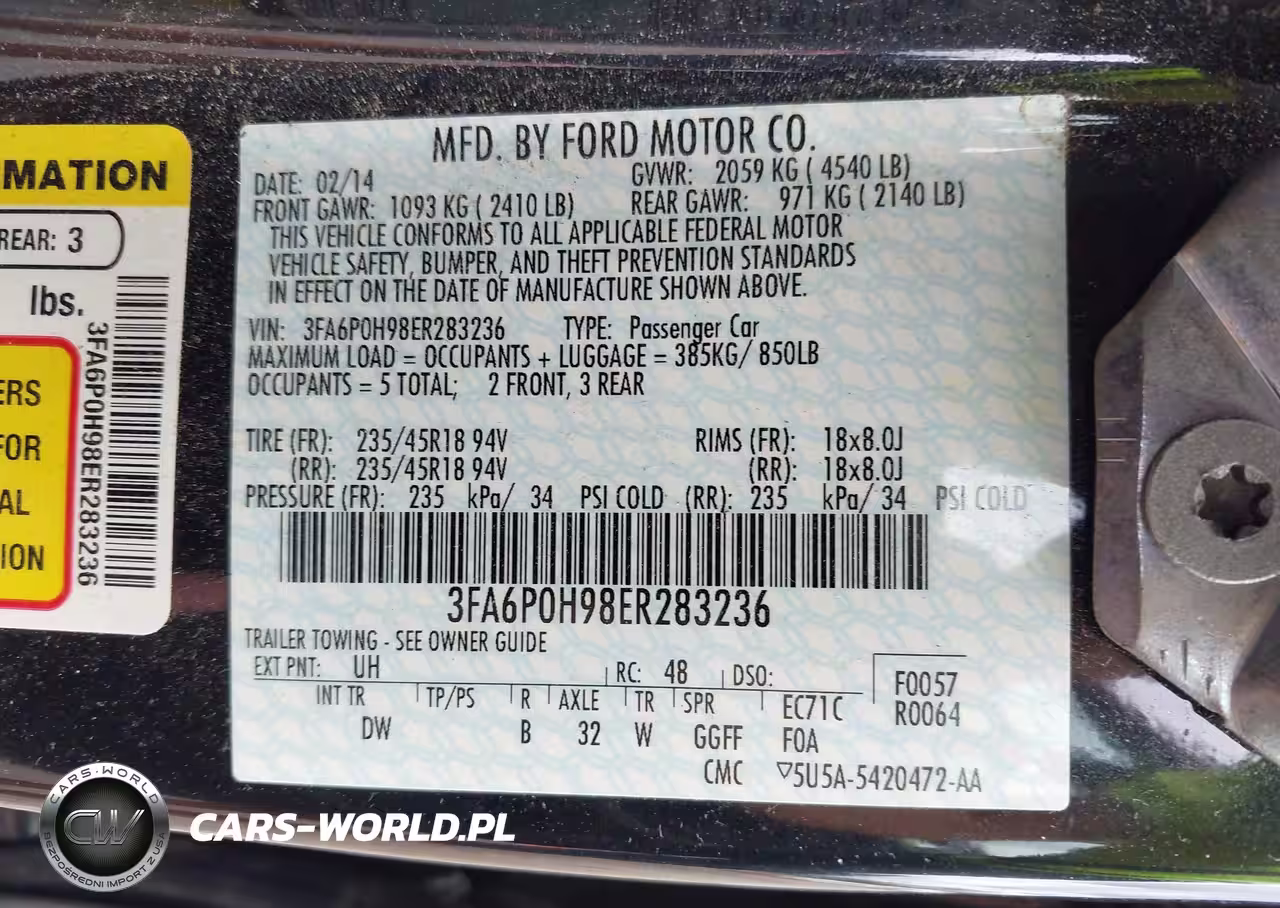 MATION
REAR: 3
lbs.
3FA6P0H98ER283236
ERS
FOR
AL
ION
MFD. BY FORD MOTOR CO.
DATE: 02/14 GVWR: 2059 KG ( 4540 LB)
FRONT GAWR: 1093 KG ( 2410 LB) REAR GAWR: 971 KG ( 2140 LB)
THIS VEHICLE CONFORMS TO ALL APPLICABLE FEDERAL MOTOR
VEHICLE SAFETY, BUMPER, AND THEFT PREVENTION STANDARDS
IN EFFECT ON THE DATE OF MANUFACTURE SHOWN ABOVE.
VIN: 3FA6P0H98ER283236 TYPE: Passenger Car
MAXIMUM LOAD = OCCUPANTS + LUGGAGE = 385KG/ 850LB
OCCUPANTS = 5 TOTAL; 2 FRONT, 3 REAR
TIRE (FR): 235/45R18 94V RIMS (FR): 18x8.0J
(RR): 235/45R18 94V (RR): 18x8.0J
PRESSURE (FR): 235 kPa/ 34 PSI COLD (RR): 235 kPa/ 34 PSI COLD
3FA6P0H98ER283236
TRAILER TOWING - SEE OWNER GUIDE
EXT PNT: UH RC: 48 DSO: F0057
INT TR TP/PS R AXLE TR SPR EC71C R0064
DW B 32 W GGFF F0A
CMC ▽5U5A-5420472-AA
CARS-WORLD
CW
BEZPOŚREDNI IMPORT Z USA
CARS-WORLD.PL